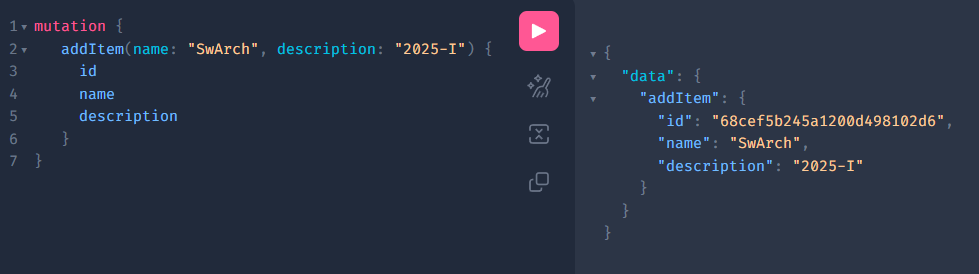 1 mutation {
2 addItem(name: "SwArch", description: "2025-I") {
3 id
4 name
5 description
6 }
7 }
{
"data": {
"addItem": {
"id": "68cef5b245a1200d498102d6",
"name": "SwArch",
"description": "2025-I"
}
}
}